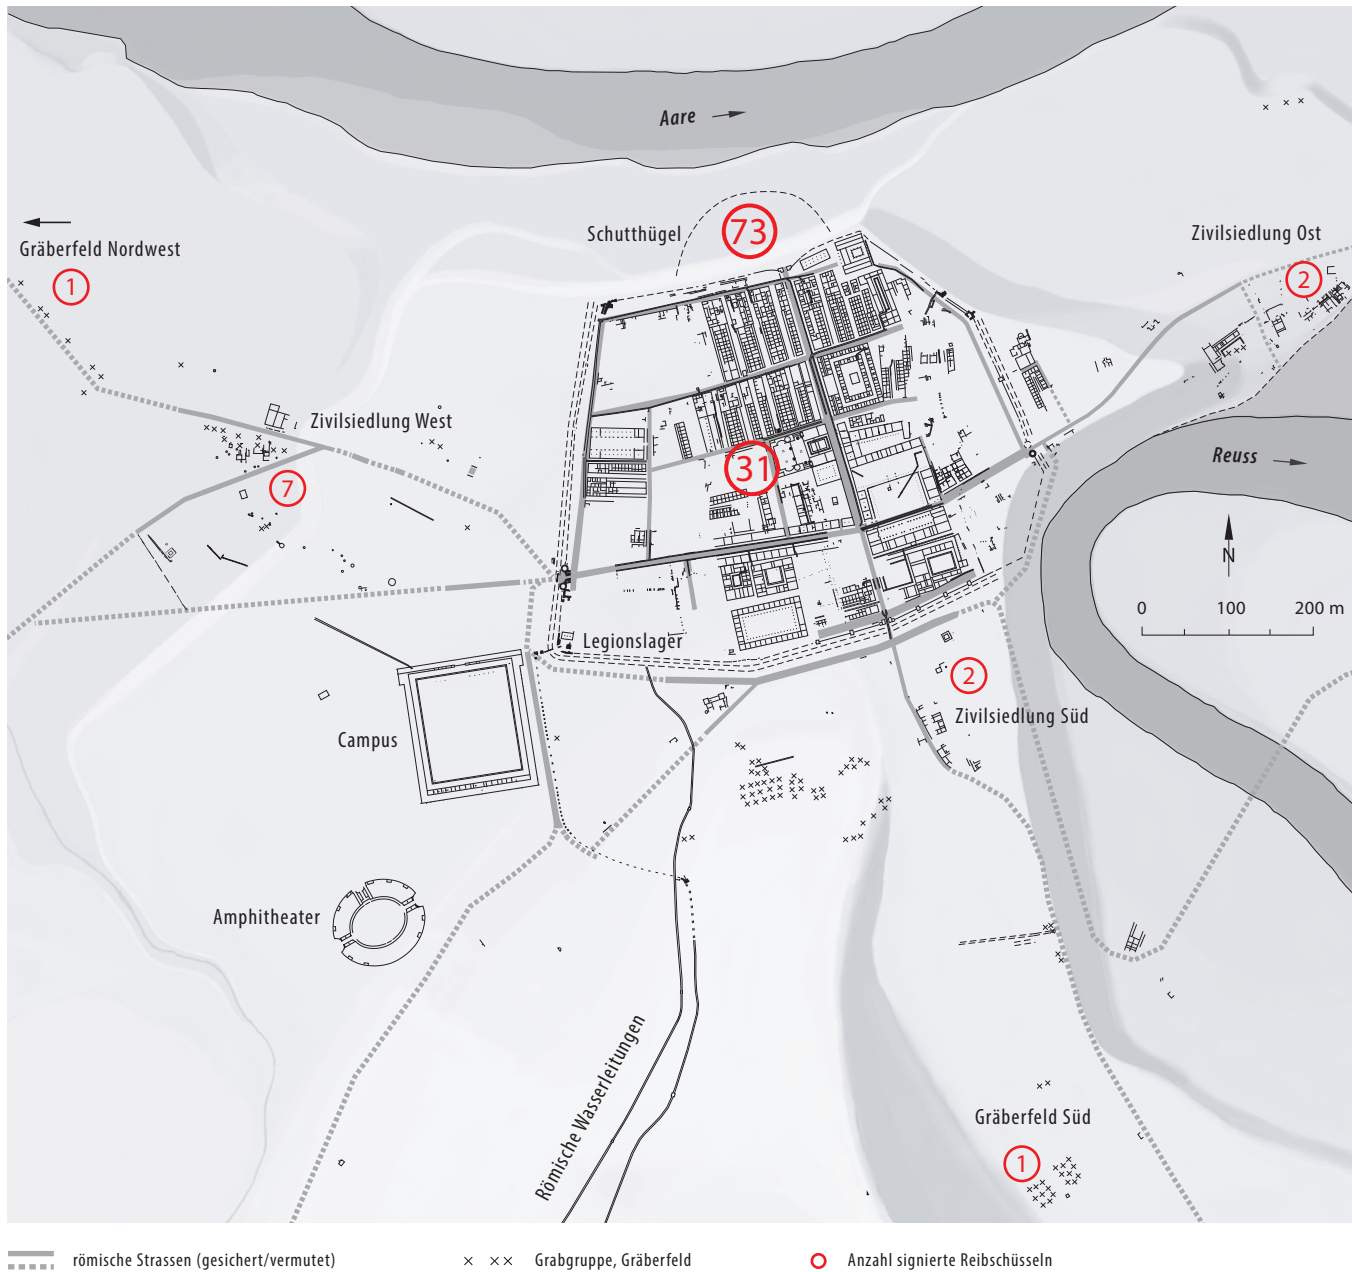 Aare
Schutthügel
73
Zivilsiedlung Ost
2
Gräberfeld Nordwest
1
Zivilsiedlung West
7
31
Reuss
N
0 100 200 m
Legionslager
2
Zivilsiedlung Süd
Campus
Amphitheater
Römische Wasserleitungen
Gräberfeld Süd
1
römische Strassen (gesichert/vermutet)
Grabgruppe, Gräberfeld
Anzahl signierte Reibschüsseln